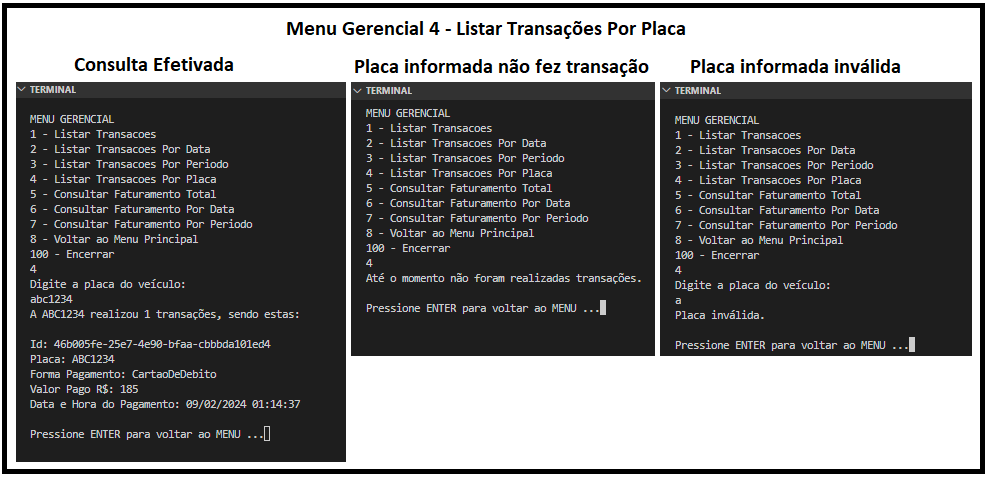 Menu Gerencial 4 - Listar Transações Por Placa
Consulta Efetivada
TERMINAL
MENU GERENCIAL
1 - Listar Transacoes
2 - Listar Transacoes Por Data
3 - Listar Transacoes Por Periodo
4 - Listar Transacoes Por Placa
5 - Consultar Faturamento Total
6 - Consultar Faturamento Por Data
7 - Consultar Faturamento Por Periodo
8 - Voltar ao Menu Principal
100 - Encerrar
4
Digite a placa do veículo:
abc1234
A ABC1234 realizou 1 transações, sendo estas:
Id: 46b005fe-25e7-4e90-bfaa-cbbbda101ed4
Placa: ABC1234
Forma Pagamento: CartaoDeDebito
Valor Pago R$: 185
Data e Hora do Pagamento: 09/02/2024 01:14:37
Pressione ENTER para voltar ao MENU ...
Placa informada não fez transação
TERMINAL
MENU GERENCIAL
1 - Listar Transacoes
2 - Listar Transacoes Por Data
3 - Listar Transacoes Por Periodo
4 - Listar Transacoes Por Placa
5 - Consultar Faturamento Total
6 - Consultar Faturamento Por Data
7 - Consultar Faturamento Por Periodo
8 - Voltar ao Menu Principal
100 - Encerrar
4
Até o momento não foram realizadas transações.
Pressione ENTER para voltar ao MENU ...
Placa informada inválida
TERMINAL
MENU GERENCIAL
1 - Listar Transacoes
2 - Listar Transacoes Por Data
3 - Listar Transacoes Por Periodo
4 - Listar Transacoes Por Placa
5 - Consultar Faturamento Total
6 - Consultar Faturamento Por Data
7 - Consultar Faturamento Por Periodo
8 - Voltar ao Menu Principal
100 - Encerrar
4
Digite a placa do veículo:
a
Placa inválida.
Pressione ENTER para voltar ao MENU ...